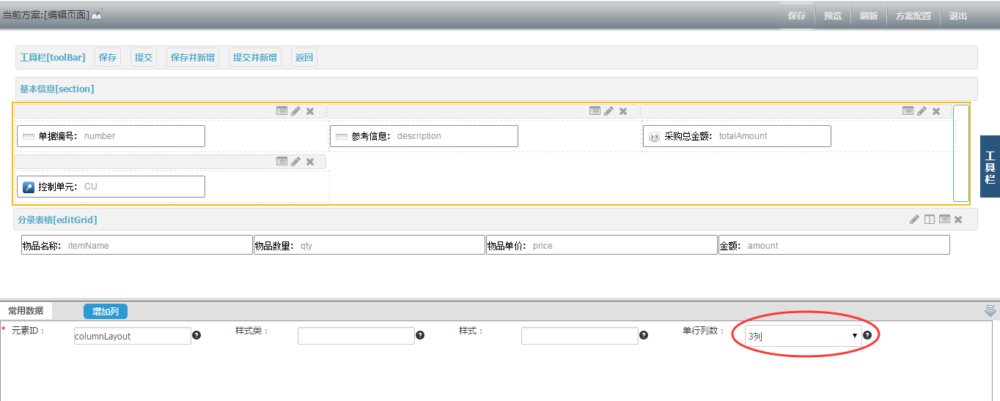 当前方案:[编辑页面]
保存 预览 刷新 方案配置 退出
工具栏[toolBar] 保存 提交 保存并新增 提交并新增 返回
基本信息[section]
单据编号: number 参考信息: description 1-9 采购总金额: totalAmount
控制单元: CU
工具栏
分录表格[editGrid]
物品名称: itemName 物品数量: qty 物品单价: price 金额: amount
常用数据 增加列
* 元素ID: columnLayout ? 样式类: ? 样式: ? 单行列数: 3列 ?